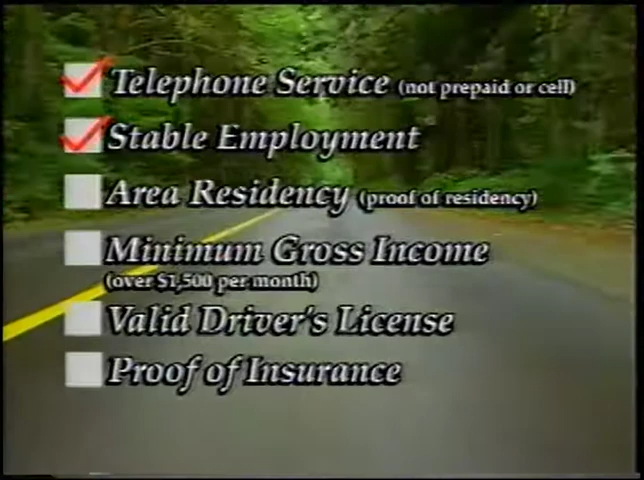 Telephone Service (not prepaid or cell)
Stable Employment
Area Residency (proof of residency)
Minimum Gross Income
(over $1,500 per month)
Valid Driver's License
Proof of Insurance